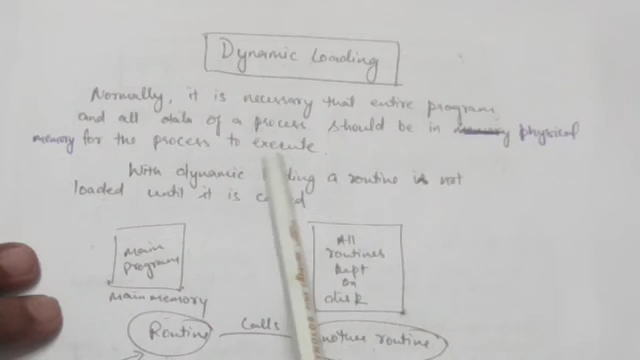 Dynamic Loading
Normally, it is necessary that entire program
and all data of a process should be in physical
memory for the process to execute.
With dynamic a routine is not
loaded until it is
Main
program
Main memory
All
routines
kept
on
disk
Routine
Calls
routine